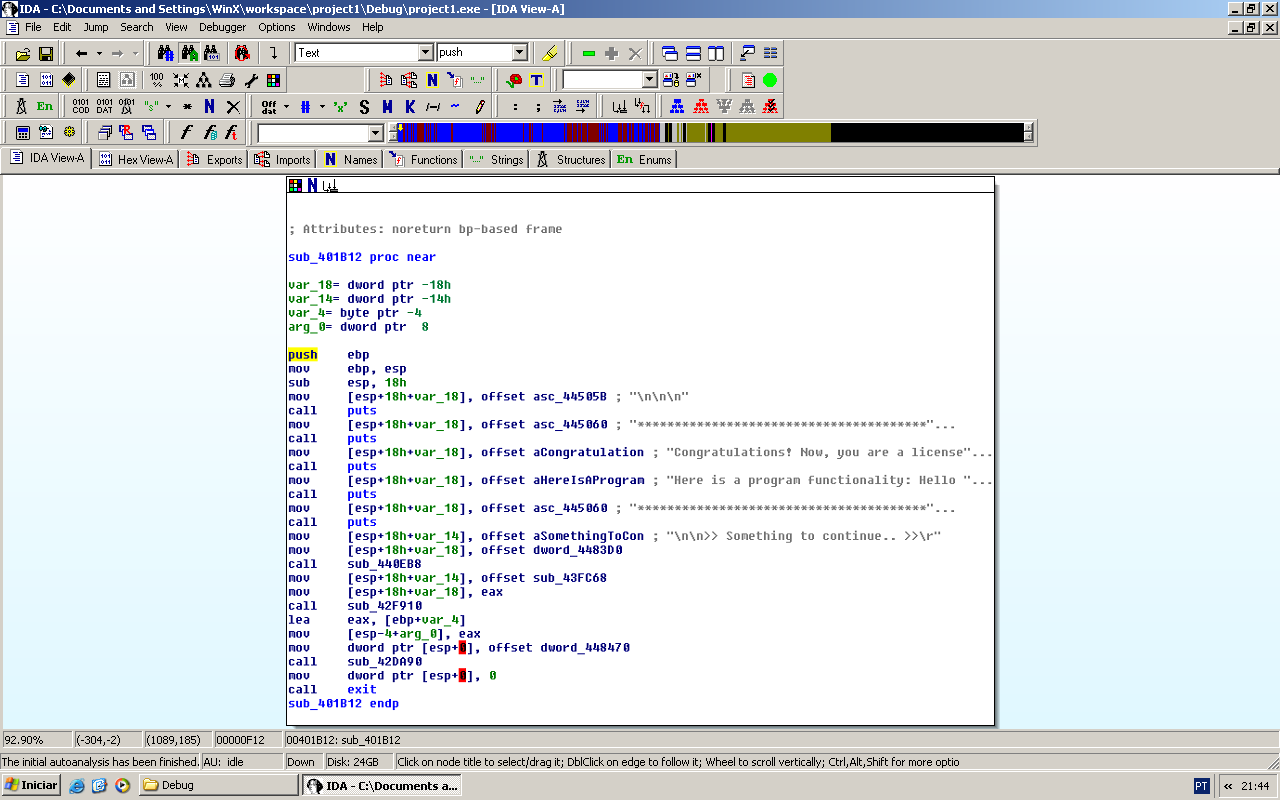 IDA - C:\Documents and Settings\WinX\workspace\project1\Debug\project1.exe - [IDA View-A]
File Edit Jump Search View Debugger Options Windows Help
Text push
En
Off dat
IDA View-A Hex View-A Exports Imports N Names Functions Strings Structures En Enums
; Attributes: noreturn bp-based frame
sub_401B12 proc near
var_18= dword ptr -18h
var_14= dword ptr -14h
var_4= byte ptr -4
arg_0= dword ptr  8
push ebp
mov ebp, esp
sub esp, 18h
mov [esp+18h+var_18], offset asc_44505B ; "\n\n\n"
call puts
mov [esp+18h+var_18], offset asc_445060 ; "***************************************"...
call puts
mov [esp+18h+var_18], offset aCongratulation ; "Congratulations! Now, you are a license"...
call puts
mov [esp+18h+var_18], offset aHereIsAProgram ; "Here is a program functionality: Hello "...
call puts
mov [esp+18h+var_18], offset asc_445060 ; "***************************************"...
call puts
mov [esp+18h+var_14], offset aSomethingToCon ; "\n\n>> Something to continue.. >>\r"
mov [esp+18h+var_18], offset dword_4483D0
call sub_440EB8
mov [esp+18h+var_14], offset sub_43FC68
mov [esp+18h+var_18], eax
call sub_42F910
lea eax, [ebp+var_4]
mov [esp-4+arg_0], eax
mov dword ptr [esp+0], offset dword_448470
call sub_42DA90
mov dword ptr [esp+0], 0
call exit
sub_401B12 endp
92.90% (-304,-2) (1089,185) 00000F12 00401B12: sub_401B12
The initial autoanalysis has been finished. AU: idle Down Disk: 24GB Click on node title to select/drag it; DblClick on edge to follow it; Wheel to scroll vertically; Ctrl,Alt,Shift for more optio
Iniciar Debug IDA - C:\Documents a... PT « 21:44